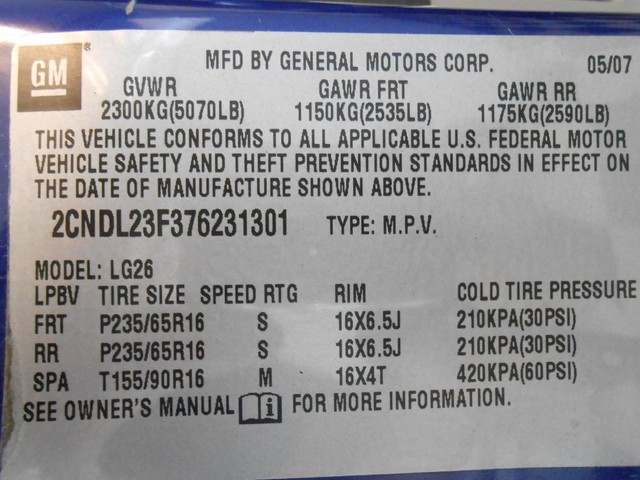 GM ®
MFD BY GENERAL MOTORS CORP. 05/07
GVWR GAWR FRT GAWR RR
2300KG(5070LB) 1150KG(2535LB) 1175KG(2590LB)
THIS VEHICLE CONFORMS TO ALL APPLICABLE U.S. FEDERAL MOTOR
VEHICLE SAFETY AND THEFT PREVENTION STANDARDS IN EFFECT ON
THE DATE OF MANUFACTURE SHOWN ABOVE.
2CNDL23F376231301 TYPE: M.P.V.
MODEL: LG26
LPBV TIRE SIZE SPEED RTG RIM COLD TIRE PRESSURE
FRT P235/65R16 S 16X6.5J 210KPA(30PSI)
RR P235/65R16 S 16X6.5J 210KPA(30PSI)
SPA T155/90R16 M 16X4T 420KPA(60PSI)
SEE OWNER'S MANUAL i FOR MORE INFORMATION.